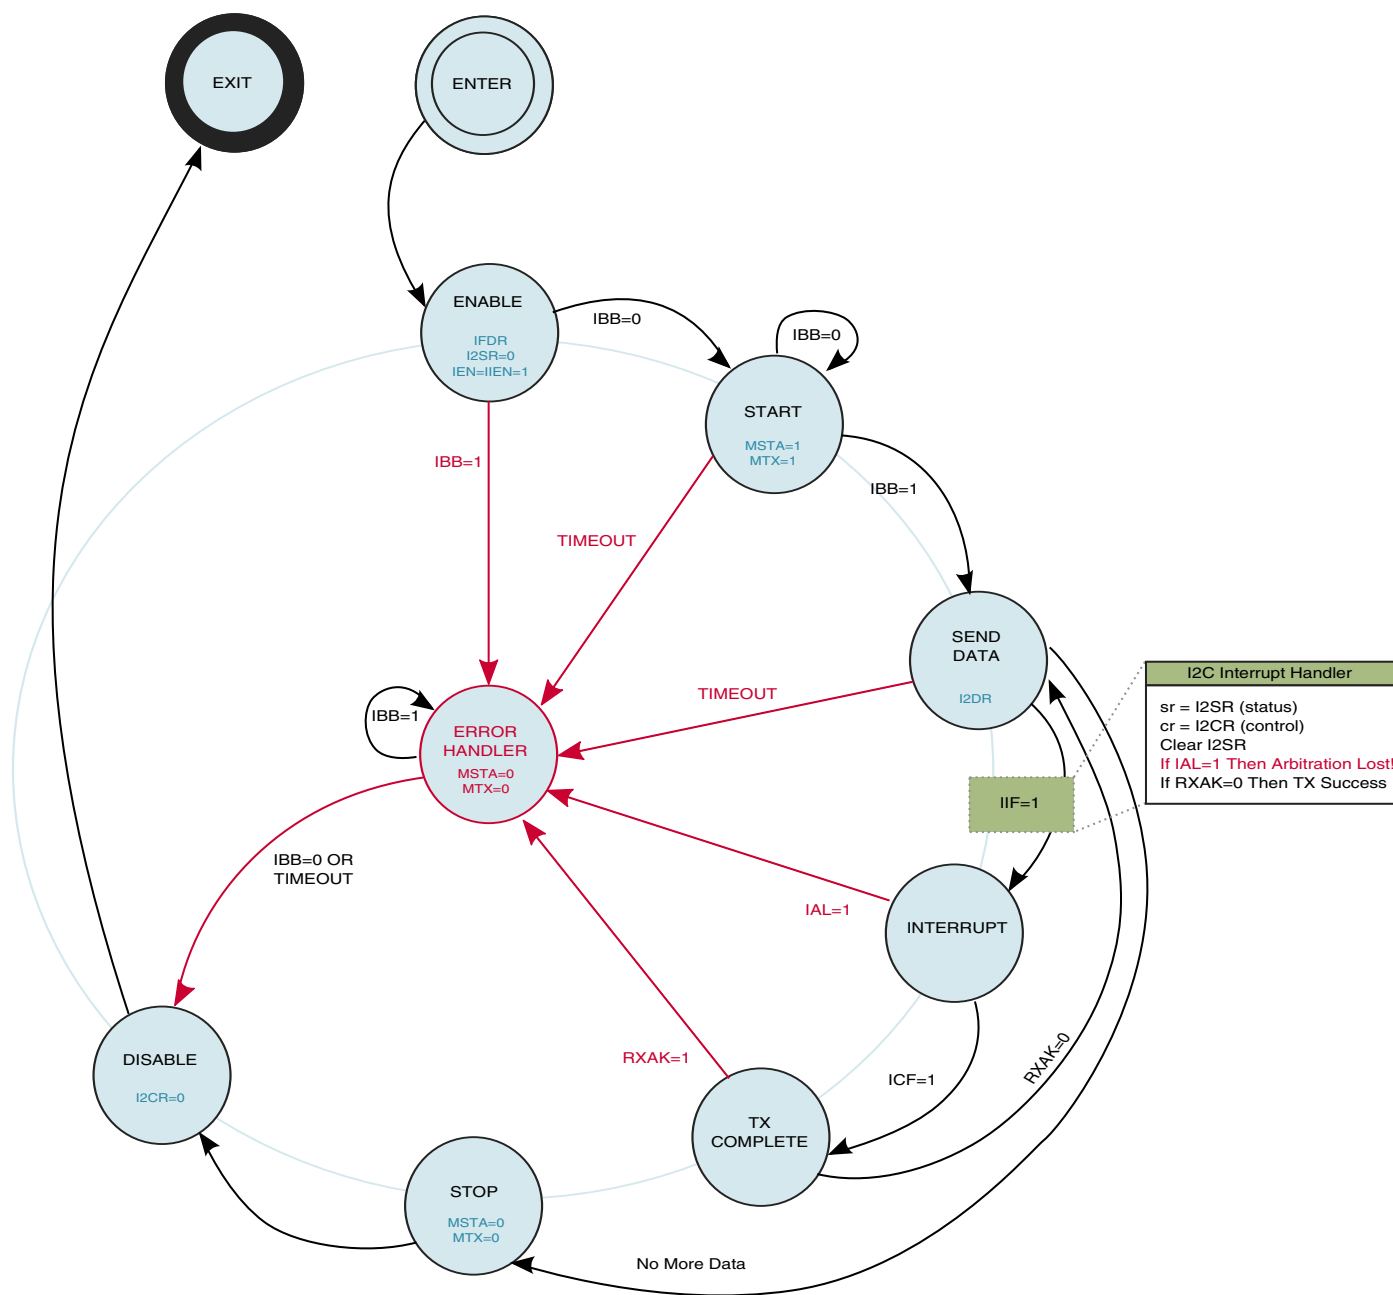 EXIT
ENTER
ENABLE
IFDR
I2SR=0
IEN=IIEN=1
IBB=0
IBB=0
START
MSTA=1
MTX=1
IBB=1
IBB=1
TIMEOUT
SEND
DATA
I2DR
TIMEOUT
I2C Interrupt Handler
sr = I2SR (status)
cr = I2CR (control)
Clear I2SR
If IAL=1 Then Arbitration Lost!
If RXAK=0 Then TX Success
IBB=1
ERROR
HANDLER
MSTA=0
MTX=0
IIF=1
IBB=0 OR
TIMEOUT
IAL=1
INTERRUPT
RXAK=1
ICF=1
RXAK=0
DISABLE
I2CR=0
TX
COMPLETE
STOP
MSTA=0
MTX=0
No More Data